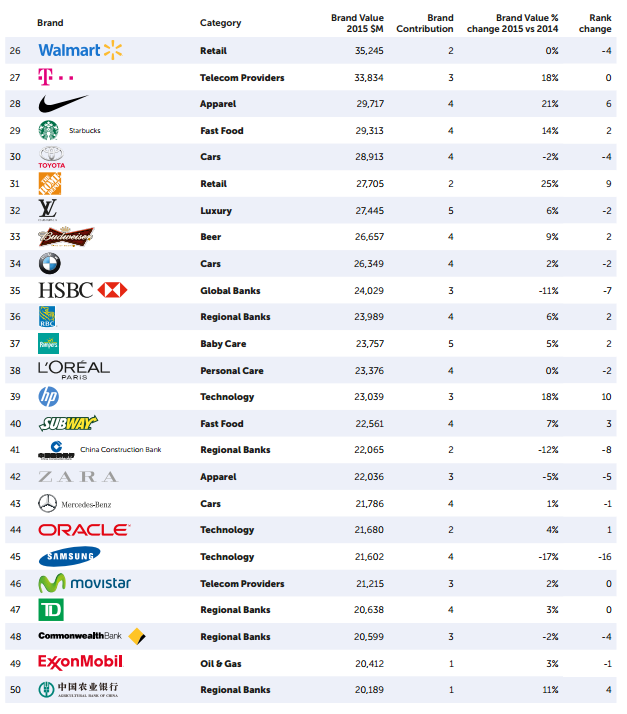 Brand Category Brand Value 2015 $M Brand Contribution Brand Value % change 2015 vs 2014 Rank change
26 Walmart Retail 35,245 2 0% -4
27 T Telecom Providers 33,834 3 18% 0
28 Apparel 29,717 4 21% 6
29 Starbucks Fast Food 29,313 4 14% 2
30 TOYOTA Cars 28,913 4 -2% -4
31 THE HOME DEPOT Retail 27,705 2 25% 9
32 LV Luxury 27,445 5 6% -2
33 Budweiser Beer 26,657 4 9% 2
34 Cars 26,349 4 2% -2
35 HSBC Global Banks 24,029 3 -11% -7
36 RBC Regional Banks 23,989 4 6% 2
37 Pampers Baby Care 23,757 5 5% 2
38 L'ORÉAL PARIS Personal Care 23,376 4 0% -2
39 hp Technology 23,039 3 18% 10
40 SUBWAY Fast Food 22,561 4 7% 3
41 China Construction Bank Regional Banks 22,065 2 -12% -8
42 ZARA Apparel 22,036 3 -5% -5
43 Mercedes-Benz Cars 21,786 4 1% -1
44 ORACLE Technology 21,680 2 4% 1
45 SAMSUNG Technology 21,602 4 -17% -16
46 movistar Telecom Providers 21,215 3 2% 0
47 TD Regional Banks 20,638 4 3% 0
48 CommonwealthBank Regional Banks 20,599 3 -2% -4
49 ExxonMobil Oil & Gas 20,412 1 3% -1
50 中国农业银行 AGRICULTURAL BANK OF CHINA Regional Banks 20,189 1 11% 4